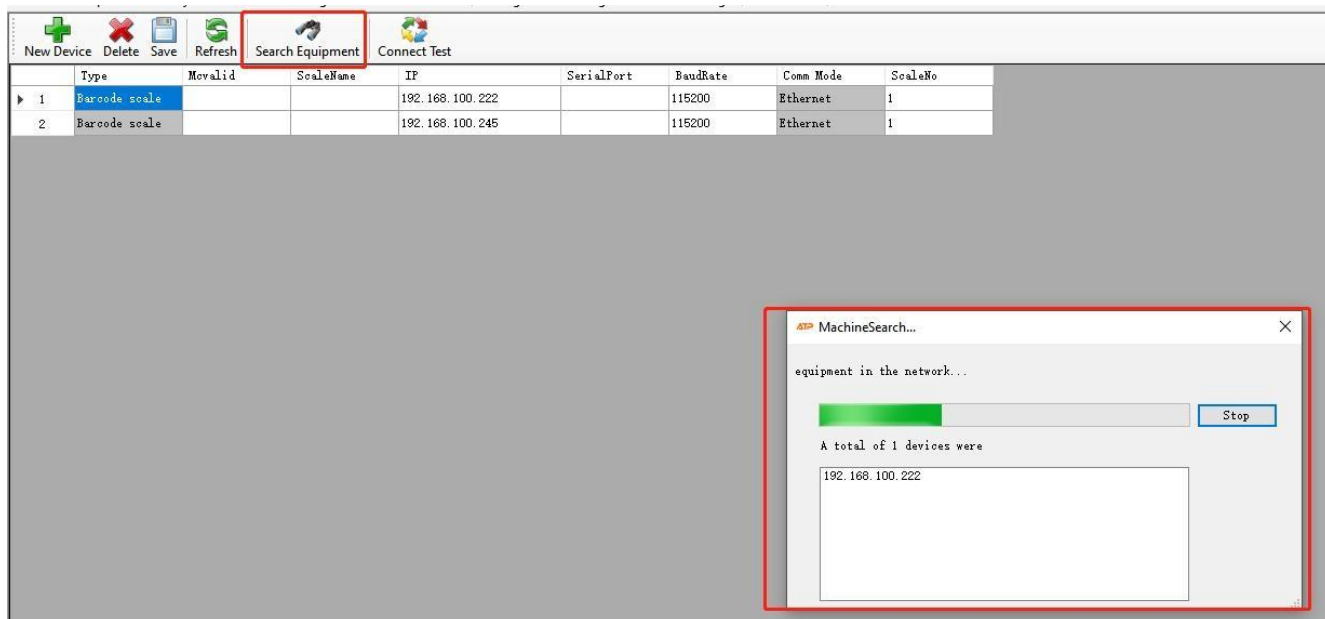 New Device Delete Save Refresh Search Equipment Connect Test
Type Mcvalid ScaleName IP SerialPort BaudRate Comm Mode ScaleNo
1 Barcode scale 192.168.100.222 115200 Ethernet 1
2 Barcode scale 192.168.100.245 115200 Ethernet 1
ATP MachineSearch...
equipment in the network...
Stop
A total of 1 devices were
192.168.100.222